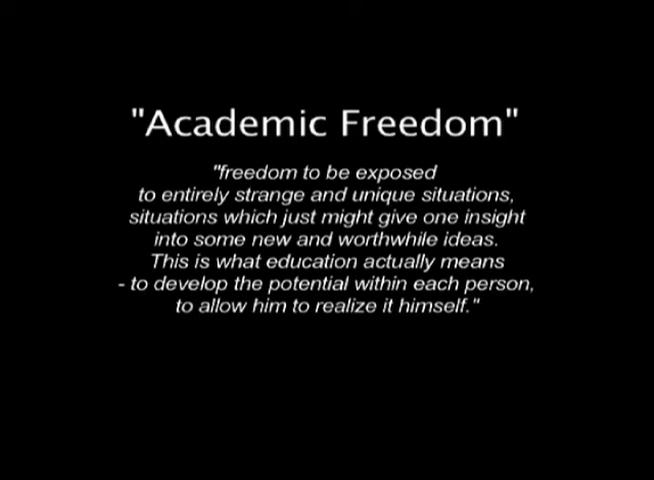 "Academic Freedom"
"freedom to be exposed
to entirely strange and unique situations,
situations which just might give one insight
into some new and worthwhile ideas.
This is what education actually means
- to develop the potential within each person,
to allow him to realize it himself."